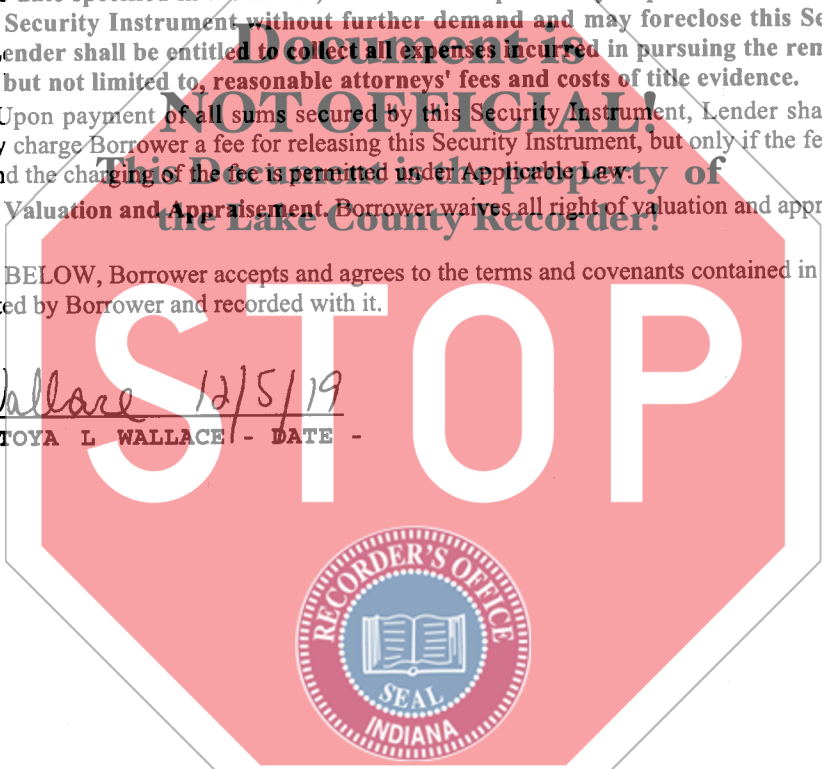 Security Instrument without further demand and may foreclose this Se
Lender shall be entitled to collect all expenses incurred in pursuing the rem
but not limited to, reasonable attorneys' fees and costs of title evidence.
Upon payment of all sums secured by this Security Instrument, Lender sha
charge Borrower a fee for releasing this Security Instrument, but only if the fe
nd the charging of the fee is permitted under Applicable Law.
Valuation and Appraisement. Borrower waives all right of valuation and appr
BELOW, Borrower accepts and agrees to the terms and covenants contained in
ted by Borrower and recorded with it.
Wallace 12/5/19
TOYA L WALLACE - DATE -
Document is
NOT OFFICIAL!
This Document is the property of
the Lake County Recorder!
STOP
RECORDER'S OFFICE
SEAL
INDIANA